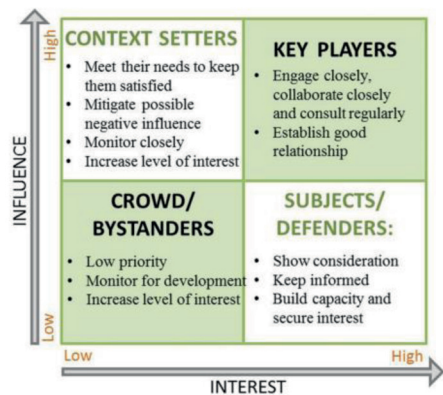 High
CONTEXT SETTERS
• Meet their needs to keep
them satisfied
• Mitigate possible
negative influence
• Monitor closely
• Increase level of interest
KEY PLAYERS
• Engage closely,
collaborate closely
and consult regularly
• Establish good
relationship
INFLUENCE
CROWD/
BYSTANDERS
• Low priority
• Monitor for development
• Increase level of interest
SUBJECTS/
DEFENDERS:
• Show consideration
• Keep informed
• Build capacity and
secure interest
Low
Low
High
INTEREST